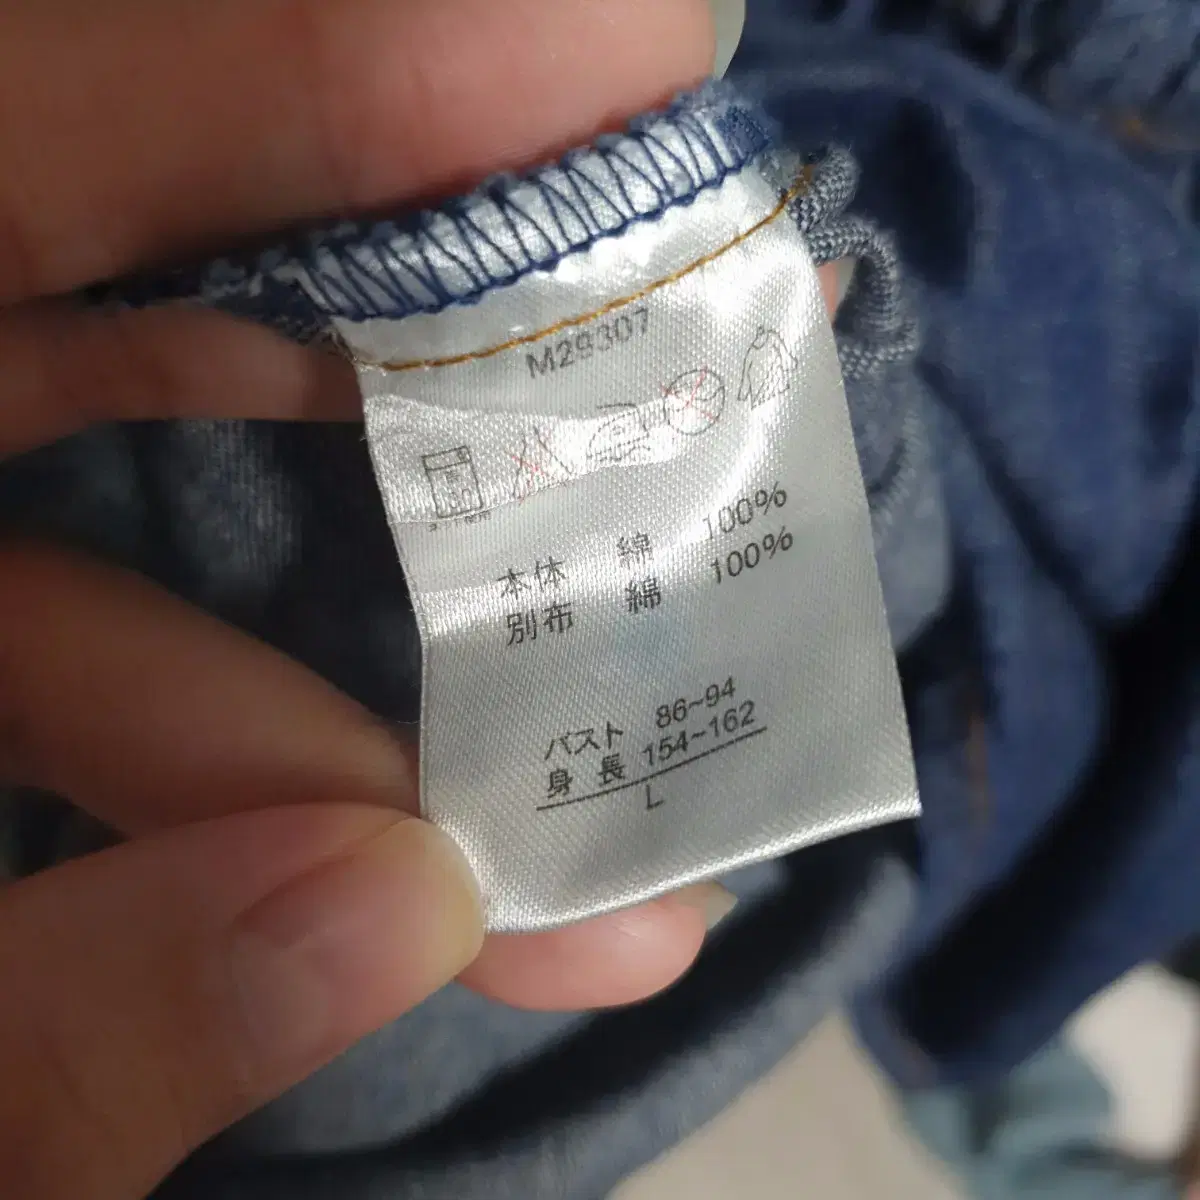 M29307
本体 綿 100%
別布 綿 100%
バスト 86~94
身長 154~162
L